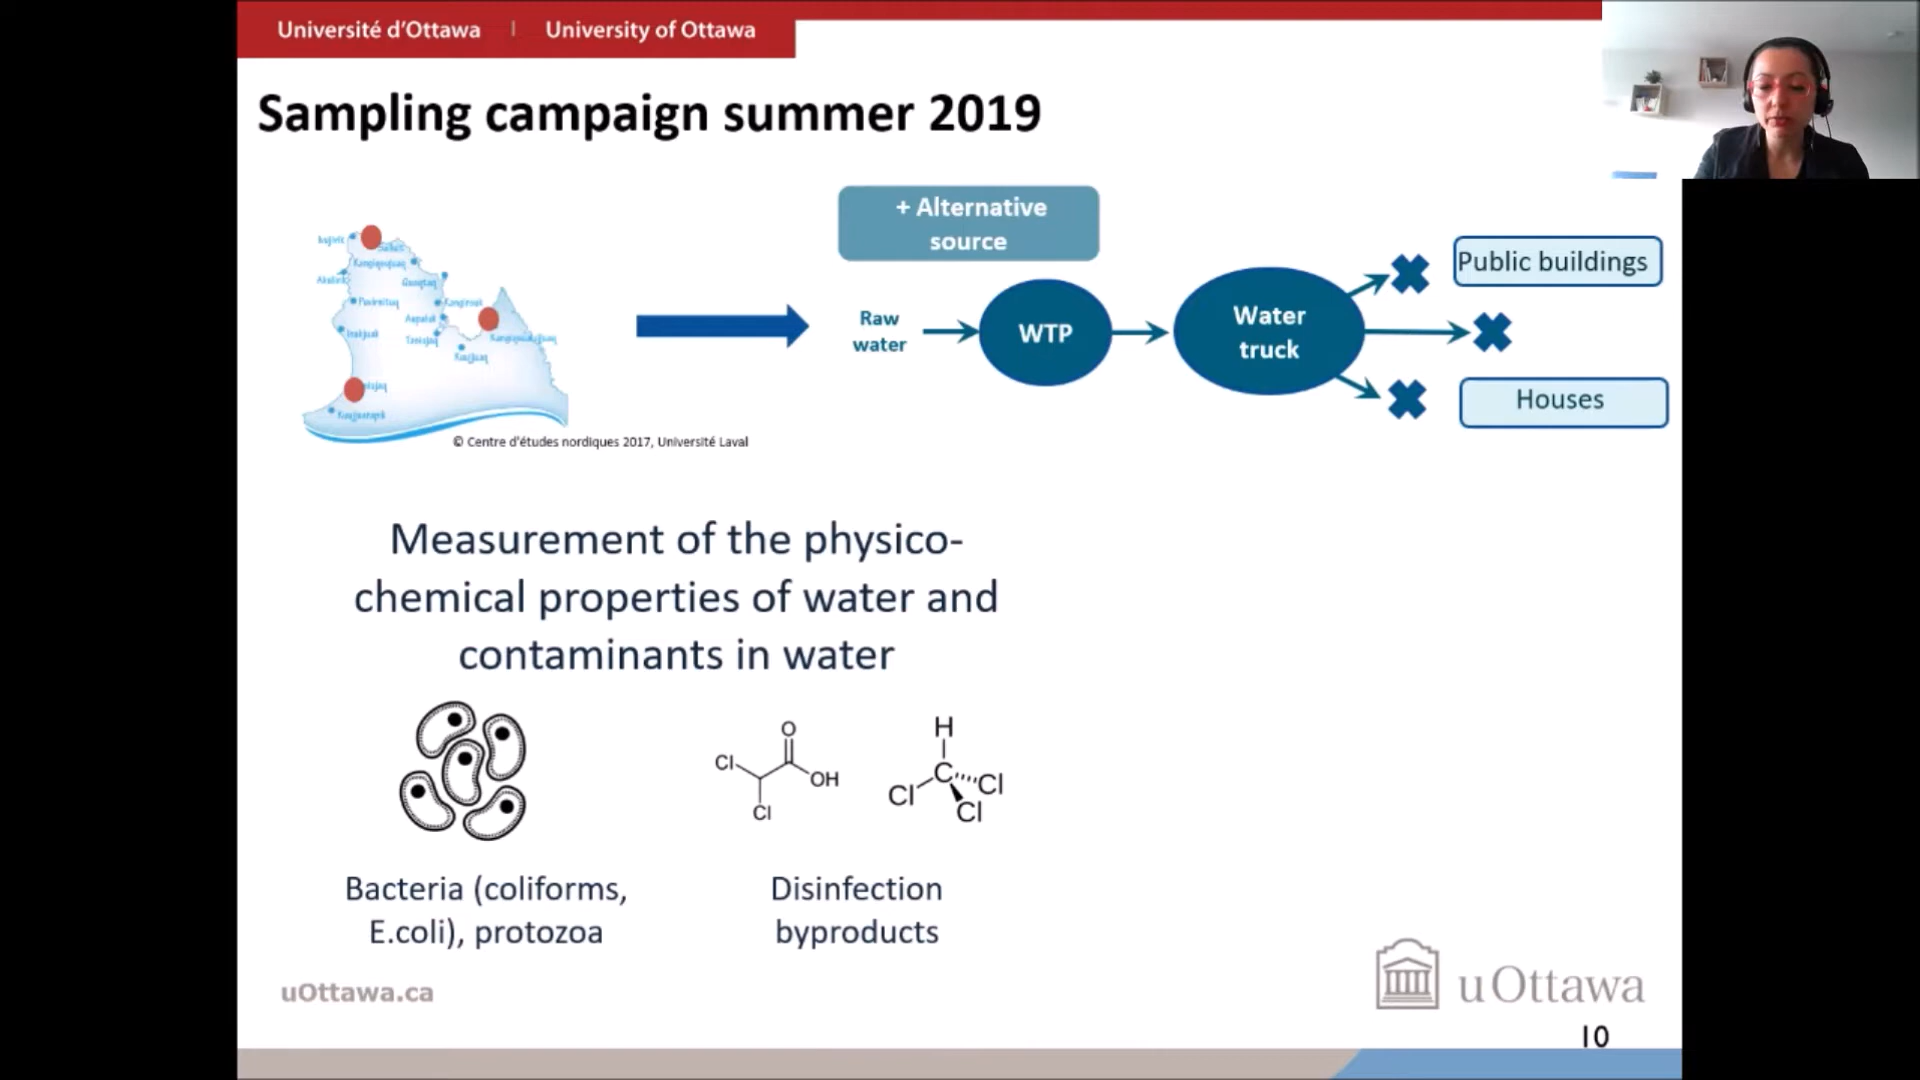 Université d'Ottawa | University of Ottawa
Sampling campaign summer 2019
+ Alternative
source
Raw
water
WTP
Water
truck
Public buildings
Houses
© Centre d'études nordiques 2017, Université Laval
Measurement of the physico-
chemical properties of water and
contaminants in water
O
Cl
OH
Cl
H
C
Cl
Cl
Cl
Bacteria (coliforms,
E.coli), protozoa
Disinfection
byproducts
uOttawa.ca
uOttawa
10